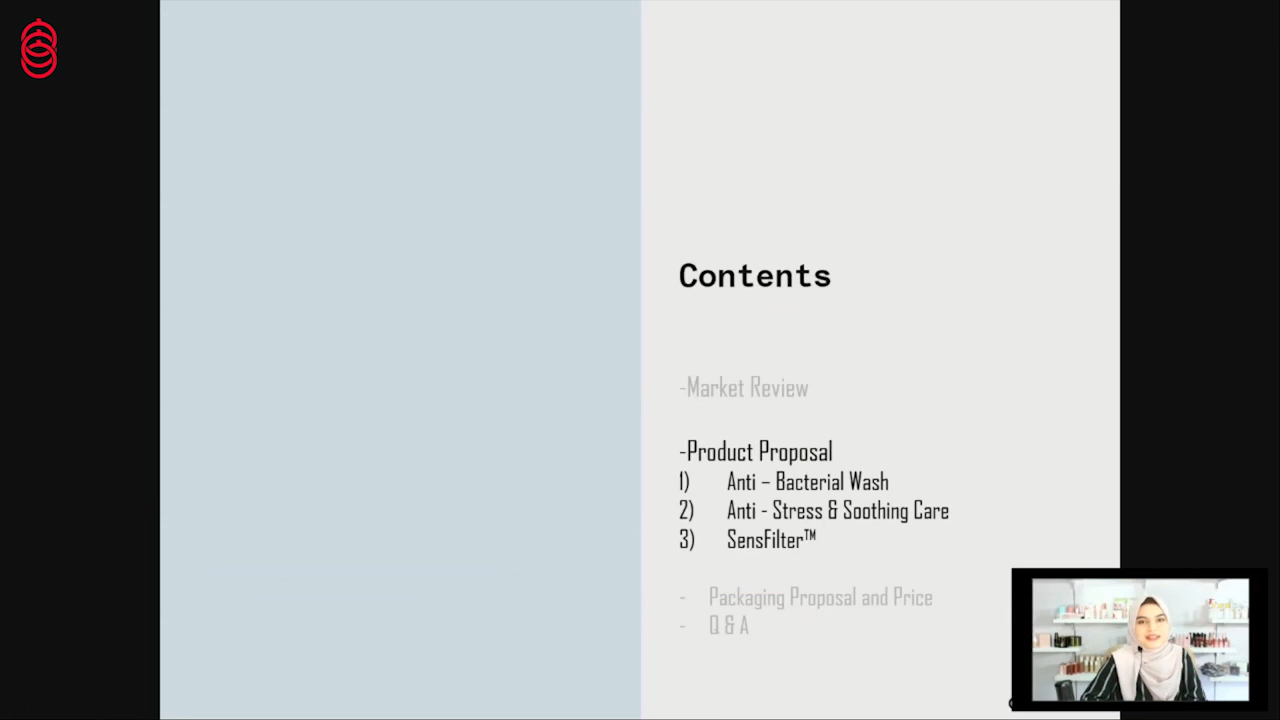 Contents
-Market Review
-Product Proposal
1) Anti – Bacterial Wash
2) Anti - Stress & Soothing Care
3) SensFilter™
- Packaging Proposal and Price
- Q & A